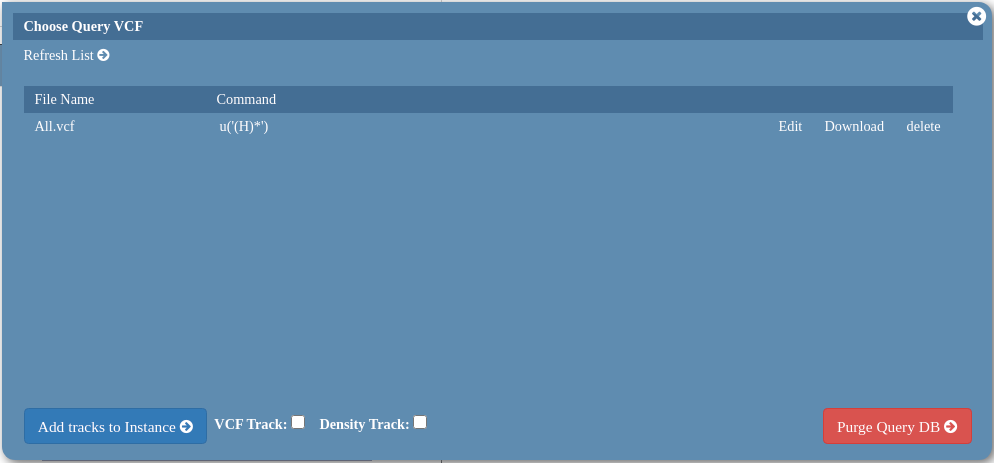 Choose Query VCF
Refresh List
File Name Command
All.vcf u('(H)*') Edit Download delete
Add tracks to Instance VCF Track: Density Track: Purge Query DB